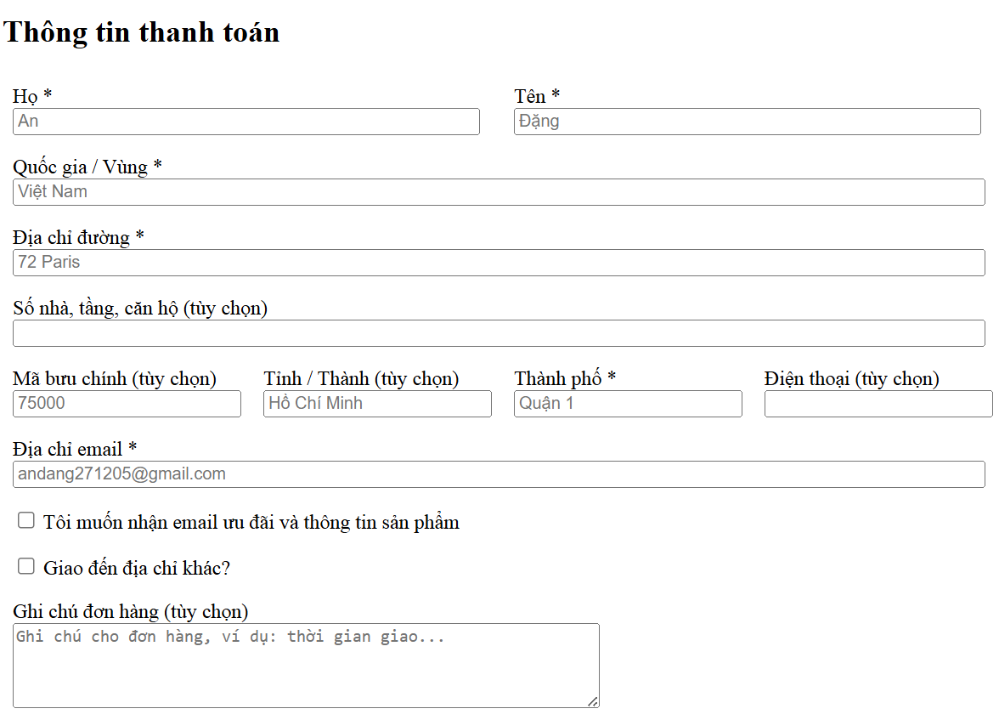 Thông tin thanh toán
Họ * Tên *
An Đặng
Quốc gia / Vùng *
Việt Nam
Địa chỉ đường *
72 Paris
Số nhà, tầng, căn hộ (tùy chọn)
Mã bưu chính (tùy chọn) Tỉnh / Thành (tùy chọn) Thành phố * Điện thoại (tùy chọn)
75000 Hồ Chí Minh Quận 1
Địa chỉ email *
andang271205@gmail.com
Tôi muốn nhận email ưu đãi và thông tin sản phẩm
Giao đến địa chỉ khác?
Ghi chú đơn hàng (tùy chọn)
Ghi chú cho đơn hàng, ví dụ: thời gian giao...